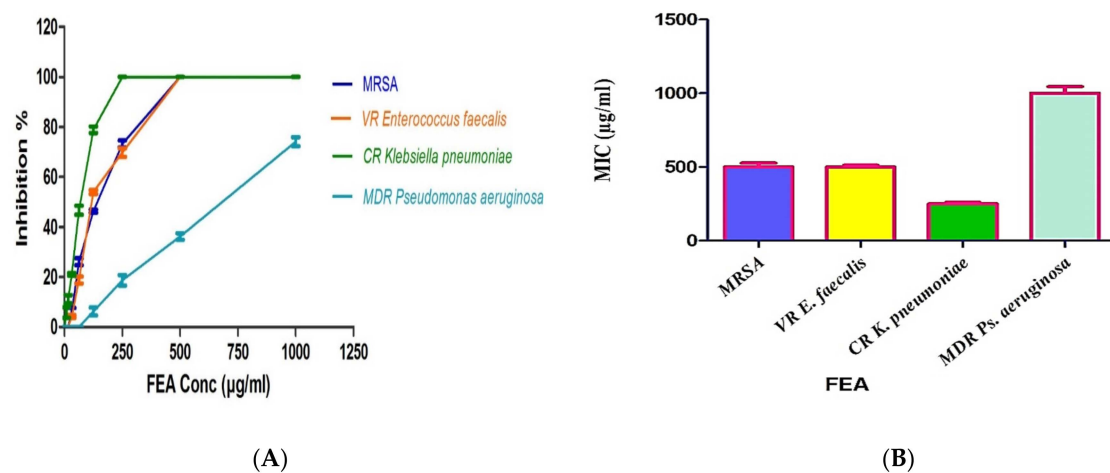 120
100
80
60
40
20
0
Inhibition %
0 250 500 750 1000 1250
FEA Conc (µg/ml)
MRSA
VR Enterococcus faecalis
CR Klebsiella pneumoniae
MDR Pseudomonas aeruginosa
(A)
1500
1000
500
0
MIC (µg/ml)
MRSA
VR E. faecalis
CR K. pneumoniae
MDR Ps. aeruginosa
FEA
(B)